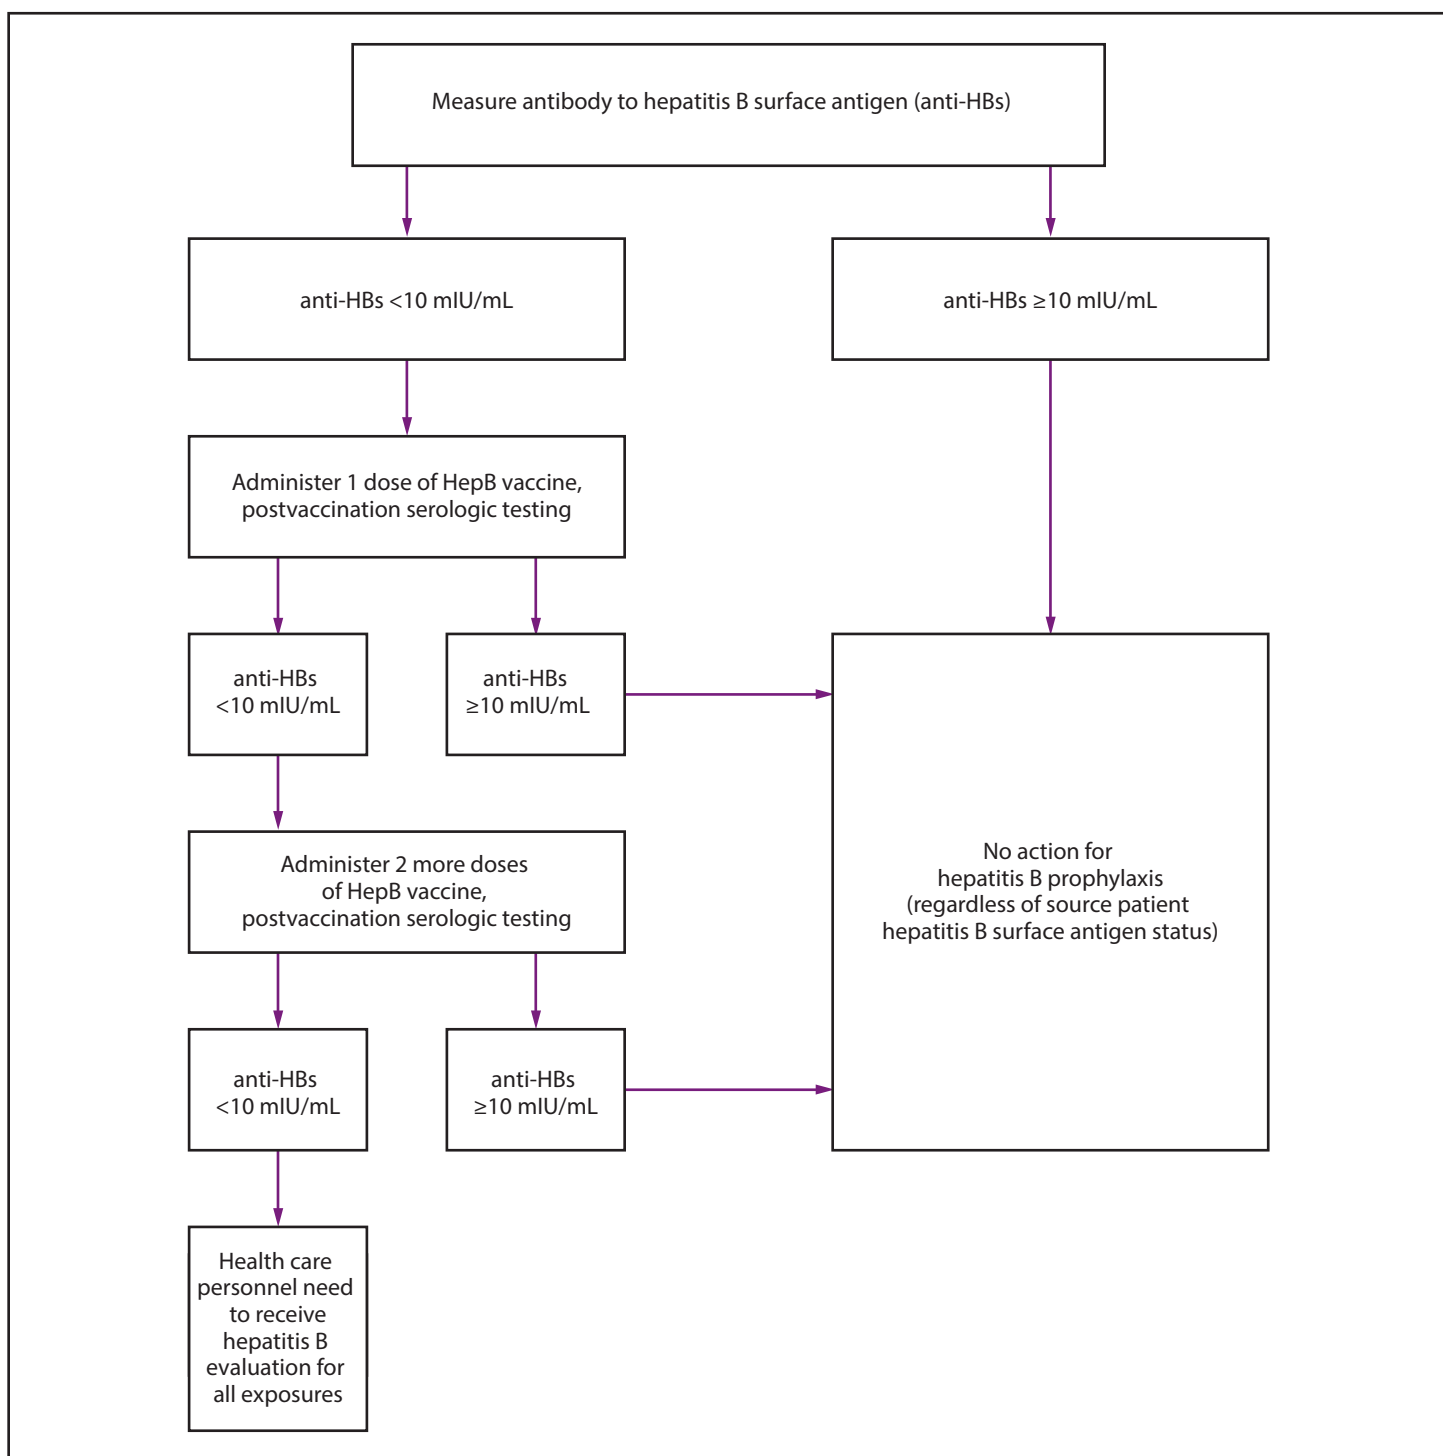 Measure antibody to hepatitis B surface antigen (anti-HBs)
anti-HBs <10 mIU/mL
anti-HBs ≥10 mIU/mL
Administer 1 dose of HepB vaccine,
postvaccination serologic testing
anti-HBs
<10 mIU/mL
anti-HBs
≥10 mIU/mL
No action for
hepatitis B prophylaxis
(regardless of source patient
hepatitis B surface antigen status)
Administer 2 more doses
of HepB vaccine,
postvaccination serologic testing
anti-HBs
<10 mIU/mL
anti-HBs
≥10 mIU/mL
Health care
personnel need
to receive
hepatitis B
evaluation for
all exposures